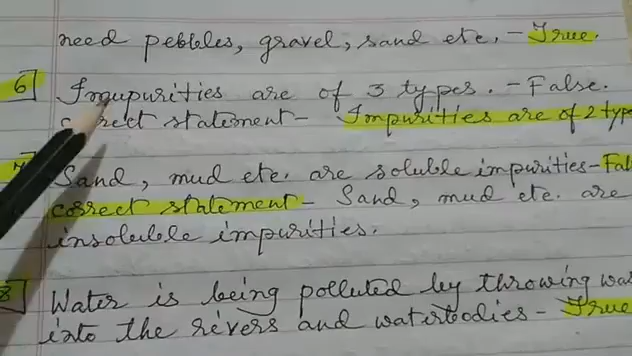 need pebbles, gravel, sand etc. - True.
6] Impurities are of 3 types. - False.
correct statement - Impurities are of 2 type
Sand, mud etc. are soluble impurities - Fal
correct statement - Sand, mud etc. are
insoluble impurities.
8 Water is being polluted by throwing wa
into the rivers and waterbodies - True